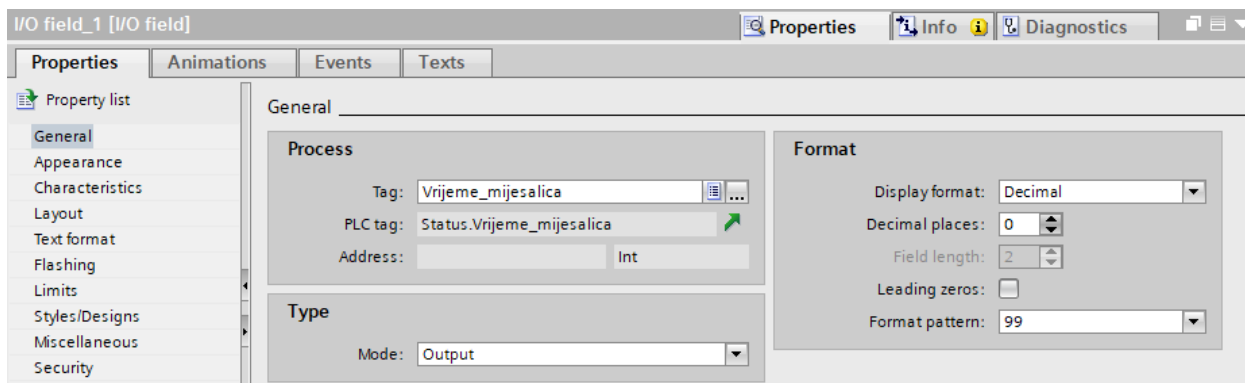 I/O field_1 [I/O field]
Properties Info Diagnostics
Properties Animations Events Texts
Property list
General
Appearance
Characteristics
Layout
Text format
Flashing
Limits
Styles/Designs
Miscellaneous
Security
General
Process
Tag: Vrijeme_mijesalica ...
PLC tag: Status.Vrijeme_mijesalica
Address: Int
Type
Mode: Output
Format
Display format: Decimal
Decimal places: 0
Field length: 2
Leading zeros:
Format pattern: 99